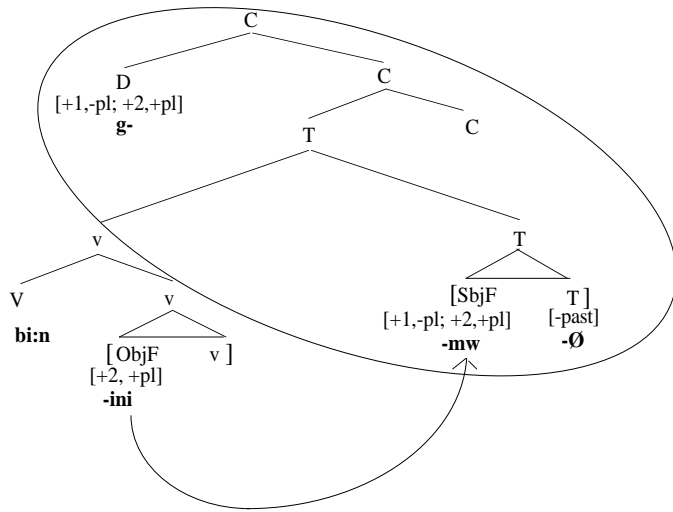 C
D
C
[+1,-pl; +2,+pl]
g-
T
C
v
T
V
v
[SbjF T ]
[+1,-pl; +2,+pl] [-past]
-mw -Ø
bi:n
[ObjF v ]
[+2, +pl]
-ini